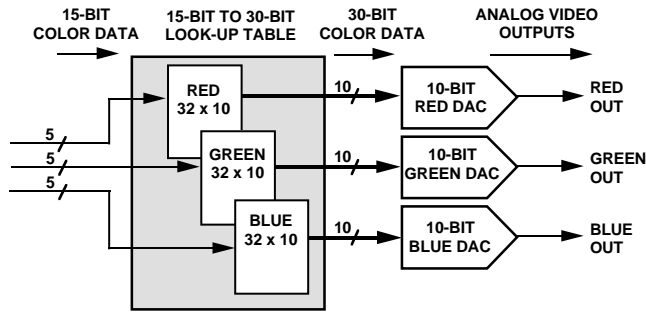 15-BIT
COLOR DATA
15-BIT TO 30-BIT
LOOK-UP TABLE
30-BIT
COLOR DATA
ANALOG VIDEO
OUTPUTS
RED
32 x 10
10
10-BIT
RED DAC
RED
OUT
5
5
5
GREEN
32 x 10
10
10-BIT
GREEN DAC
GREEN
OUT
BLUE
32 x 10
10
10-BIT
BLUE DAC
BLUE
OUT